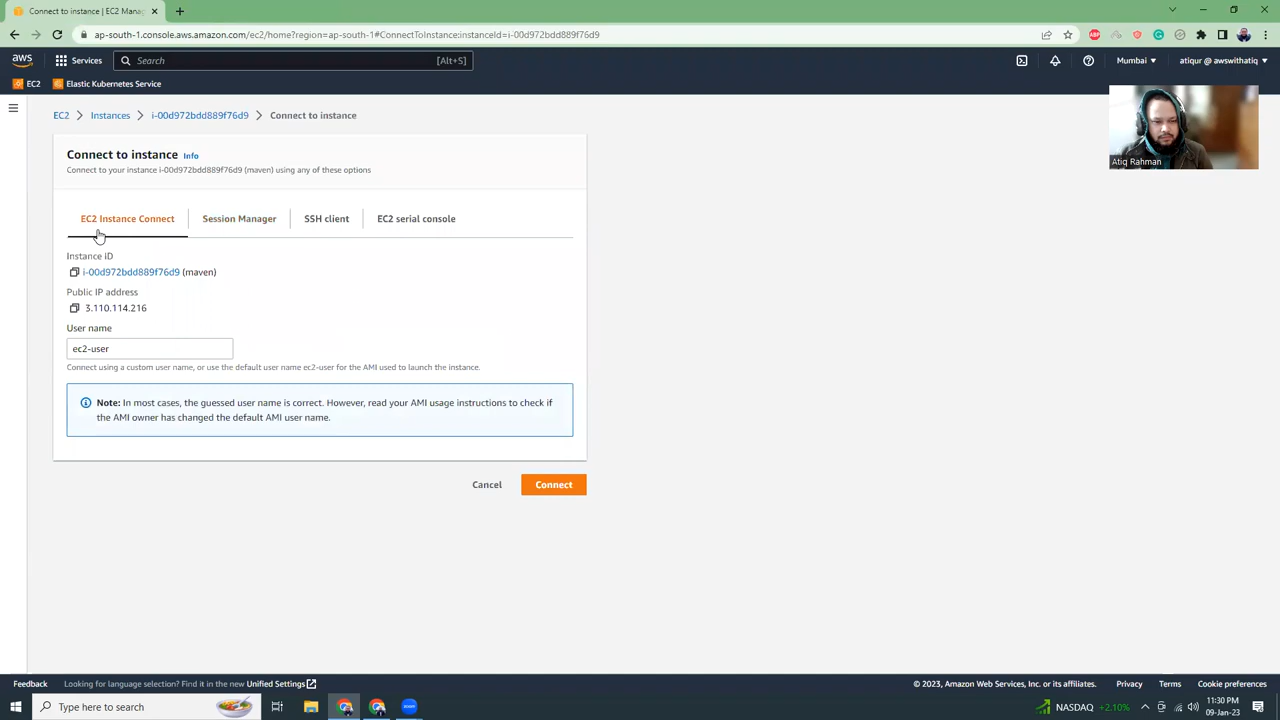 Connect to instance | EC2 Manag
ap-south-1.console.aws.amazon.com/ec2/home?region=ap-south-1#ConnectToInstance:instanceId=i-00d972bdd889f76d9
aws
Services
Search
[Alt+S]
Mumbai
atiqur @ awswithatiq
EC2
Elastic Kubernetes Service
EC2 > Instances > i-00d972bdd889f76d9 > Connect to instance
Connect to instance Info
Connect to your instance i-00d972bdd889f76d9 (maven) using any of these options
EC2 Instance Connect
Session Manager
SSH client
EC2 serial console
Instance ID
i-00d972bdd889f76d9 (maven)
Public IP address
3.110.114.216
User name
ec2-user
Connect using a custom user name, or use the default user name ec2-user for the AMI used to launch the instance.
Note: In most cases, the guessed user name is correct. However, read your AMI usage instructions to check if
the AMI owner has changed the default AMI user name.
Cancel
Connect
Atiq Rahman
Feedback
Looking for language selection? Find it in the new Unified Settings
© 2023, Amazon Web Services, Inc. or its affiliates.
Privacy
Terms
Cookie preferences
Type here to search
zoom
NASDAQ +2.10%
11:30 PM
09-Jan-23